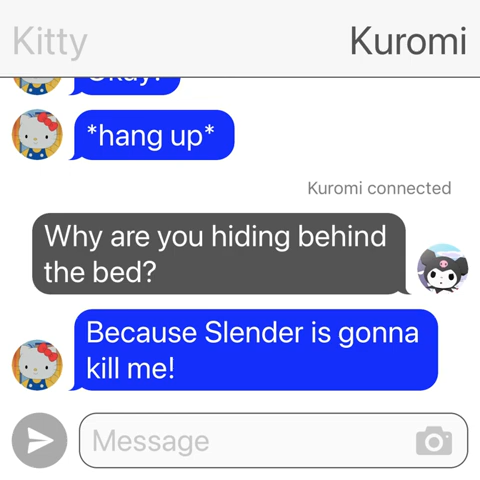 Kitty Kuromi
Okay!
*hang up*
Kuromi connected
Why are you hiding behind
the bed?
Because Slender is gonna
kill me!
Message